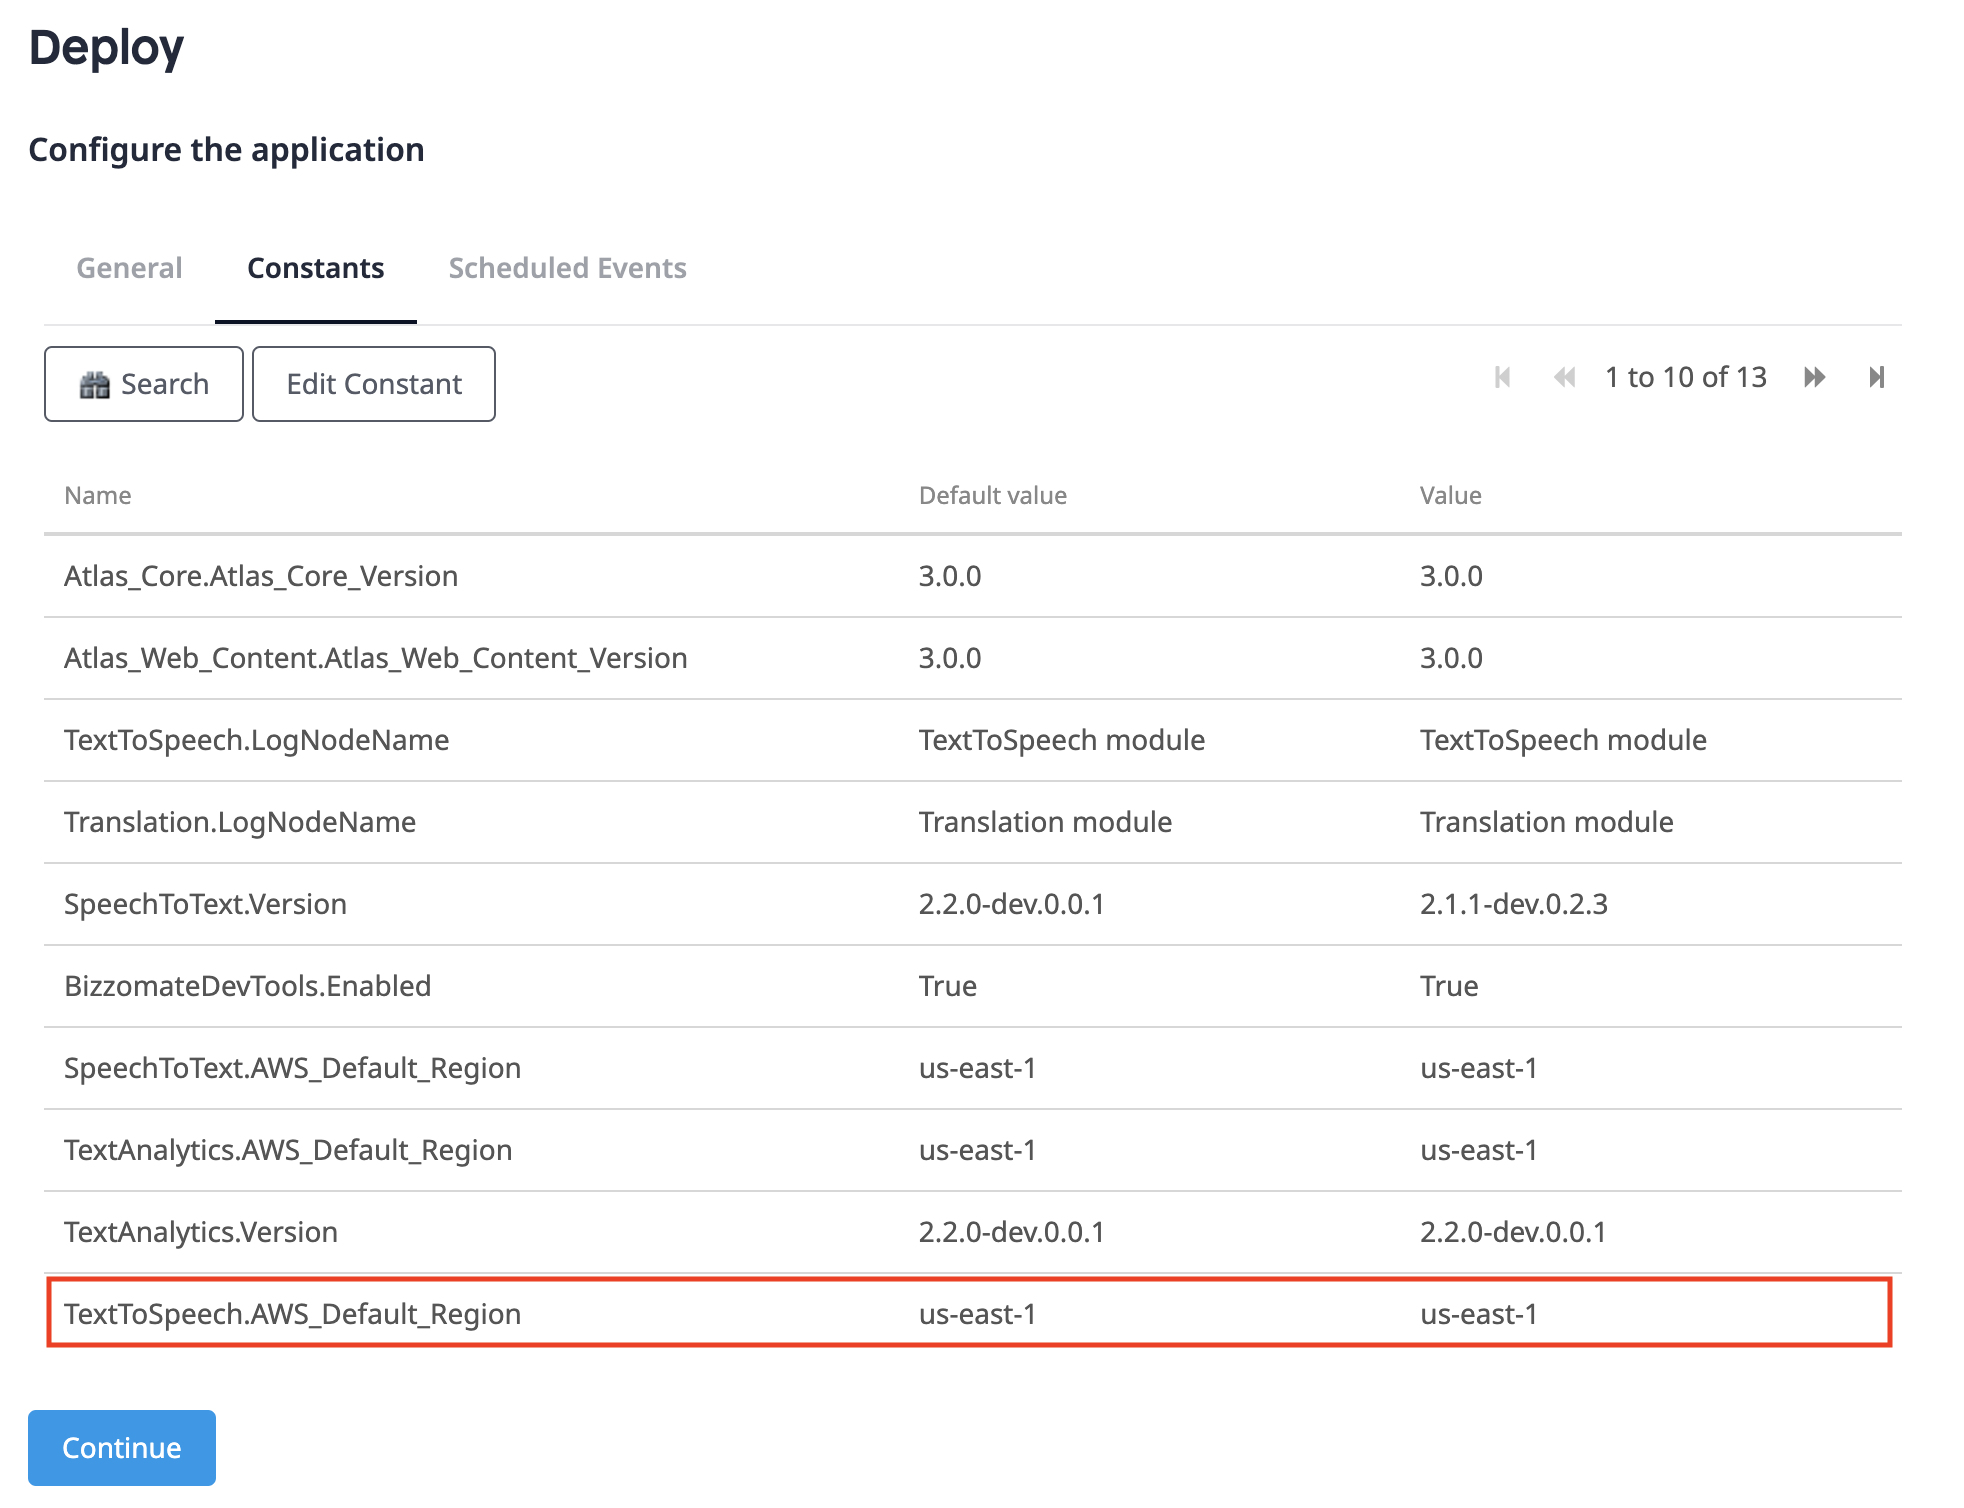 Deploy
Configure the application
General Constants Scheduled Events
Search Edit Constant 1 to 10 of 13
Name Default value Value
Atlas_Core.Atlas_Core_Version 3.0.0 3.0.0
Atlas_Web_Content.Atlas_Web_Content_Version 3.0.0 3.0.0
TextToSpeech.LogNodeName TextToSpeech module TextToSpeech module
Translation.LogNodeName Translation module Translation module
SpeechToText.Version 2.2.0-dev.0.0.1 2.1.1-dev.0.2.3
BizzomateDevTools.Enabled True True
SpeechToText.AWS_Default_Region us-east-1 us-east-1
TextAnalytics.AWS_Default_Region us-east-1 us-east-1
TextAnalytics.Version 2.2.0-dev.0.0.1 2.2.0-dev.0.0.1
TextToSpeech.AWS_Default_Region us-east-1 us-east-1
Continue